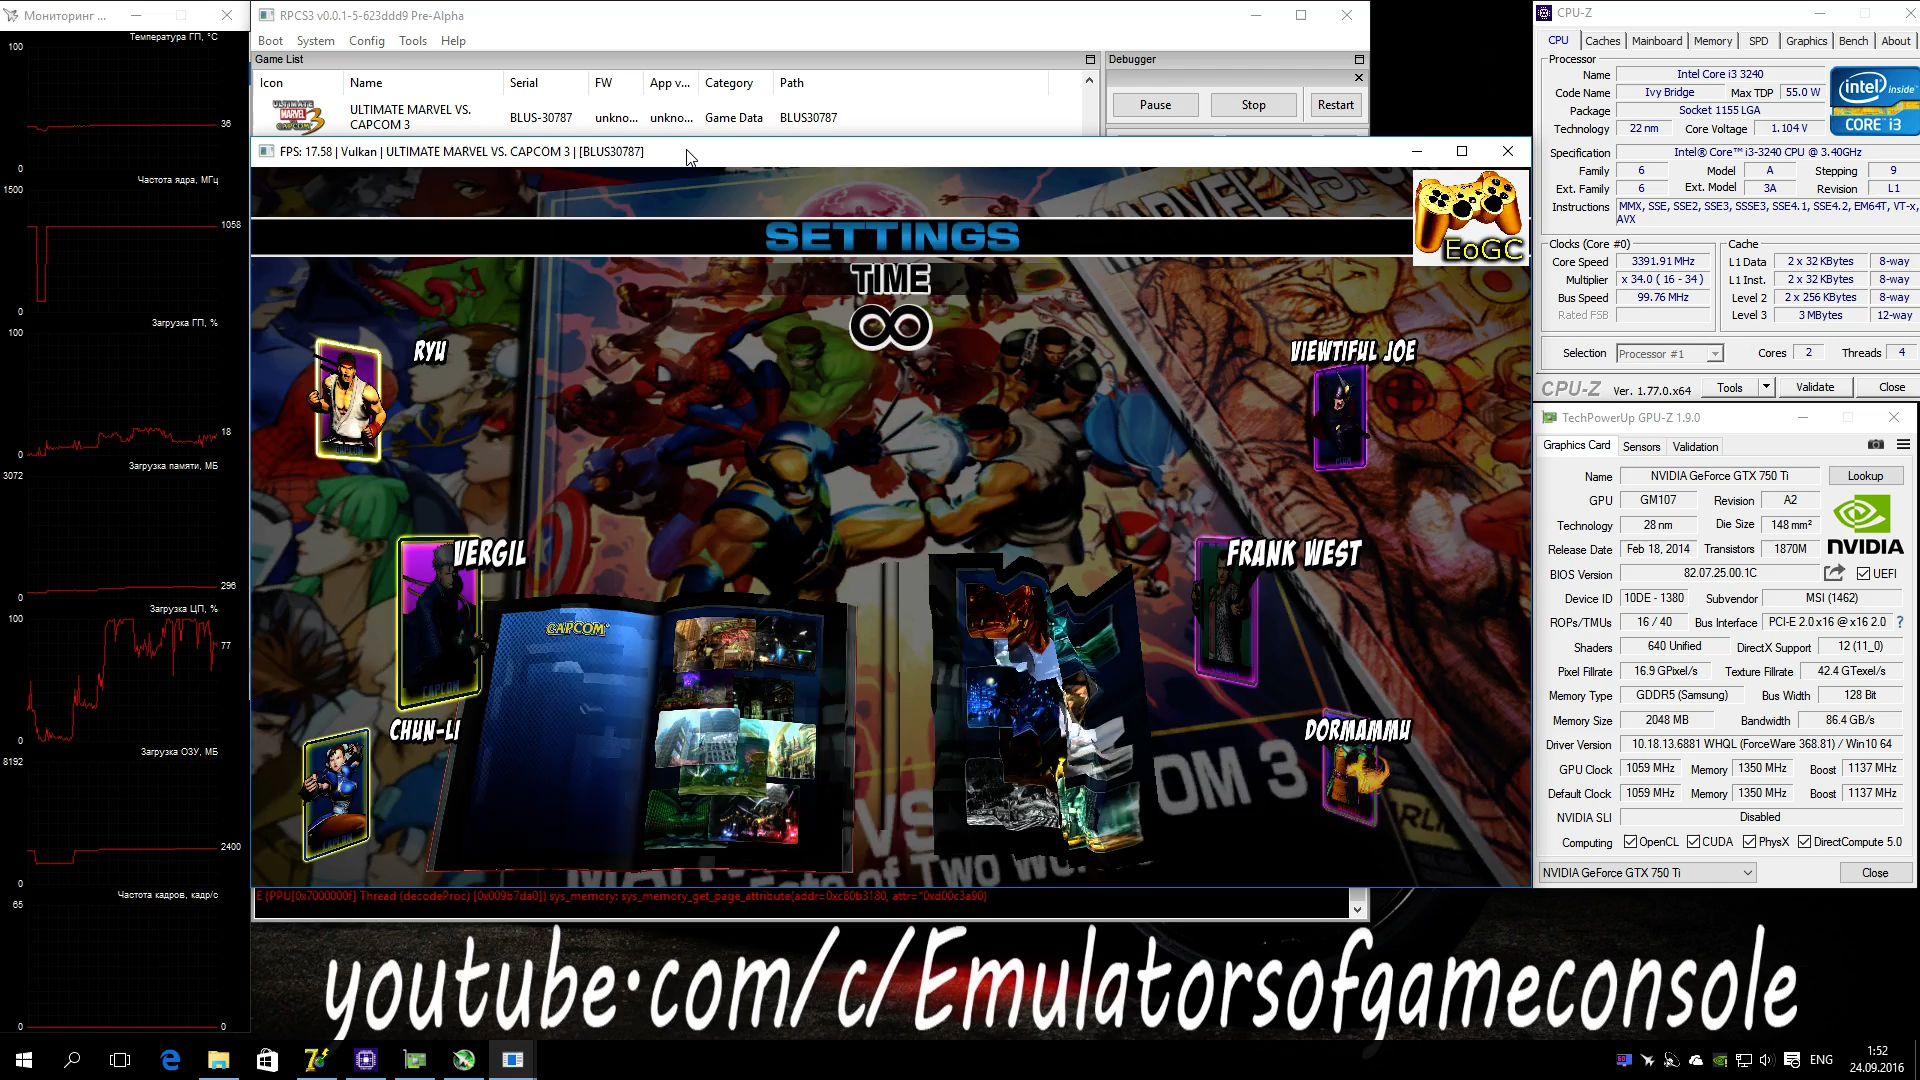 Мониторинг ...
Температура ГП, °C
100
36
0
Частота ядра, МГц
1500
1058
0
Загрузка ГП, %
100
18
0
Загрузка памяти, МБ
3072
296
0
Загрузка ЦП, %
100
77
0
Загрузка ОЗУ, МБ
8192
2400
0
Частота кадров, кадр/с
65
0
0
RPCS3 v0.0.1-5-623ddd9 Pre-Alpha
Boot System Config Tools Help
Game List
Icon Name Serial FW App v... Category Path
ULTIMATE MARVEL VS. CAPCOM 3
ULTIMATE MARVEL VS.
CAPCOM 3
BLUS-30787 unkno... unkno... Game Data BLUS30787
Debugger
Pause Stop Restart
FPS: 17.58 | Vulkan | ULTIMATE MARVEL VS. CAPCOM 3 | [BLUS30787]
EoGC
SETTINGS
TIME
∞
RYU
VIEWTIFUL JOE
VERGIL
FRANK WEST
CAPCOM
CHUN-LI
DORMAMMU
OM 3
E {PPU[0x7000000f] Thread (decodeProc) [0x009b7da0]} sys_memory: sys_memory_get_page_attribute(addr=0xc80b3180, attr=*0xd00c3a90)
youtube.com/c/Emulatorsofgameconsole
CPU-Z
CPU Caches Mainboard Memory SPD Graphics Bench About
Processor
Name Intel Core i3 3240
Code Name Ivy Bridge Max TDP 55.0 W
Package Socket 1155 LGA
Technology 22 nm Core Voltage 1.104 V
intel inside™
CORE i3
Specification Intel® Core™ i3-3240 CPU @ 3.40GHz
Family 6 Model A Stepping 9
Ext. Family 6 Ext. Model 3A Revision L1
Instructions MMX, SSE, SSE2, SSE3, SSSE3, SSE4.1, SSE4.2, EM64T, VT-x,
AVX
Clocks (Core #0)
Core Speed 3391.91 MHz
Multiplier x 34.0 ( 16 - 34 )
Bus Speed 99.76 MHz
Rated FSB
Cache
L1 Data 2 x 32 KBytes 8-way
L1 Inst. 2 x 32 KBytes 8-way
Level 2 2 x 256 KBytes 8-way
Level 3 3 MBytes 12-way
Selection Processor #1 Cores 2 Threads 4
CPU-Z Ver. 1.77.0.x64 Tools Validate Close
TechPowerUp GPU-Z 1.9.0
Graphics Card Sensors Validation
Name NVIDIA GeForce GTX 750 Ti Lookup
GPU GM107 Revision A2
Technology 28 nm Die Size 148 mm²
Release Date Feb 18, 2014 Transistors 1870M
NVIDIA
BIOS Version 82.07.25.00.1C UEFI
Device ID 10DE - 1380 Subvendor MSI (1462)
ROPs/TMUs 16 / 40 Bus Interface PCI-E 2.0 x16 @ x16 2.0 ?
Shaders 640 Unified DirectX Support 12 (11_0)
Pixel Fillrate 16.9 GPixel/s Texture Fillrate 42.4 GTexel/s
Memory Type GDDR5 (Samsung) Bus Width 128 Bit
Memory Size 2048 MB Bandwidth 86.4 GB/s
Driver Version 10.18.13.6881 WHQL (ForceWare 368.81) / Win10 64
GPU Clock 1059 MHz Memory 1350 MHz Boost 1137 MHz
Default Clock 1059 MHz Memory 1350 MHz Boost 1137 MHz
NVIDIA SLI Disabled
Computing OpenCL CUDA PhysX DirectCompute 5.0
NVIDIA GeForce GTX 750 Ti Close
ENG
1:52
24.09.2016